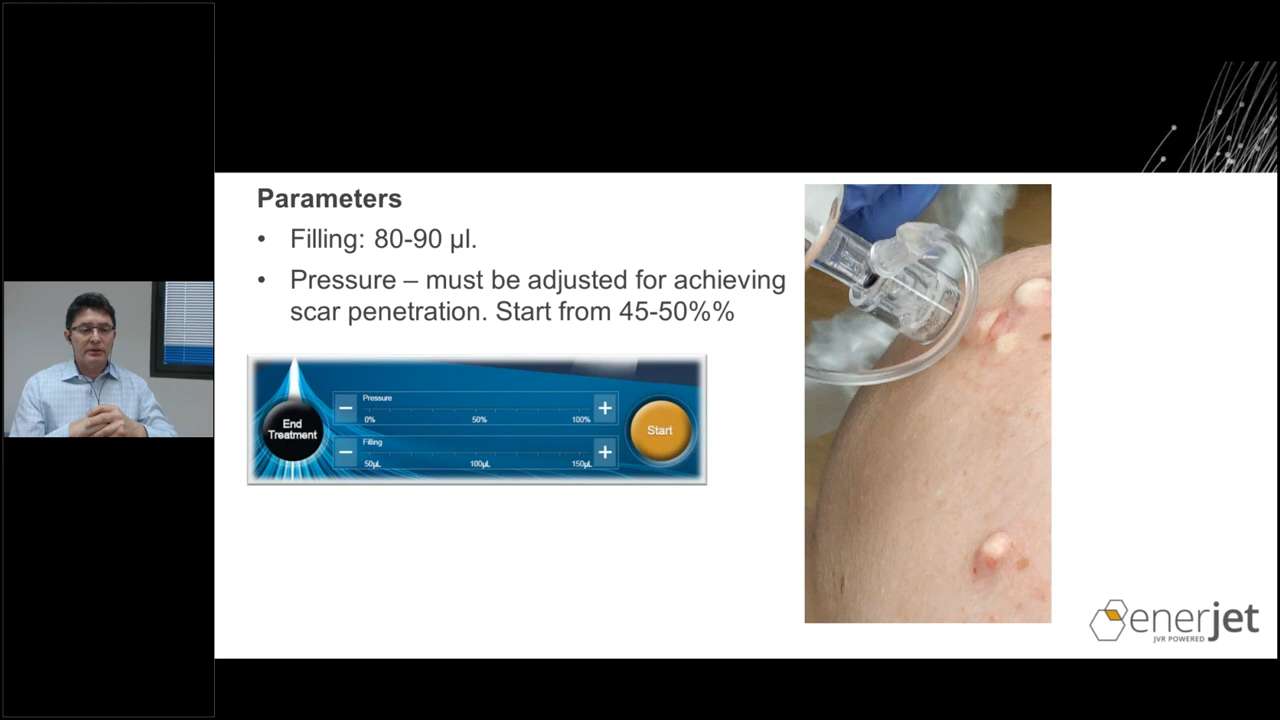 Parameters
• Filling: 80-90 µl.
• Pressure – must be adjusted for achieving
scar penetration. Start from 45-50%%
End
Treatment
Pressure
0% 50% 100%
Filling
50µL 100µL 150µL
Start
enerjet
JVR POWERED